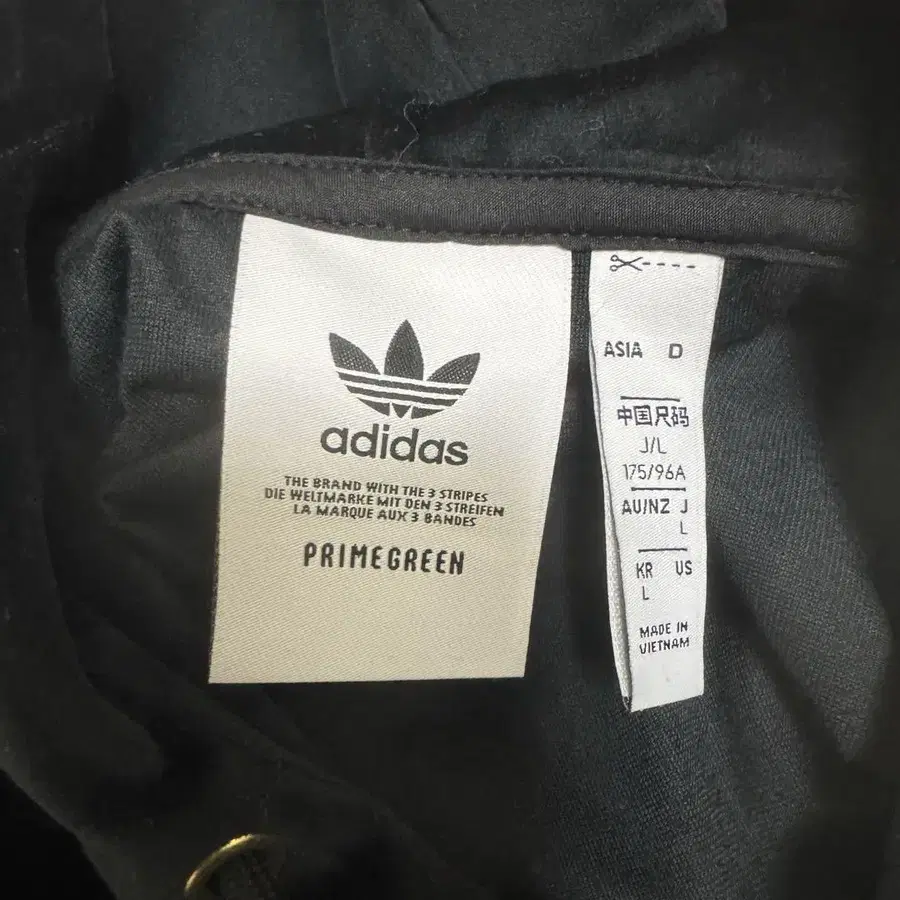 adidas
THE BRAND WITH THE 3 STRIPES
DIE WELTMARKE MIT DEN 3 STREIFEN
LA MARQUE AUX 3 BANDES
PRIMEGREEN
ASIA D
中国尺码
J/L
175/96A
AU/NZ J
L
KR US
L
MADE IN
VIETNAM